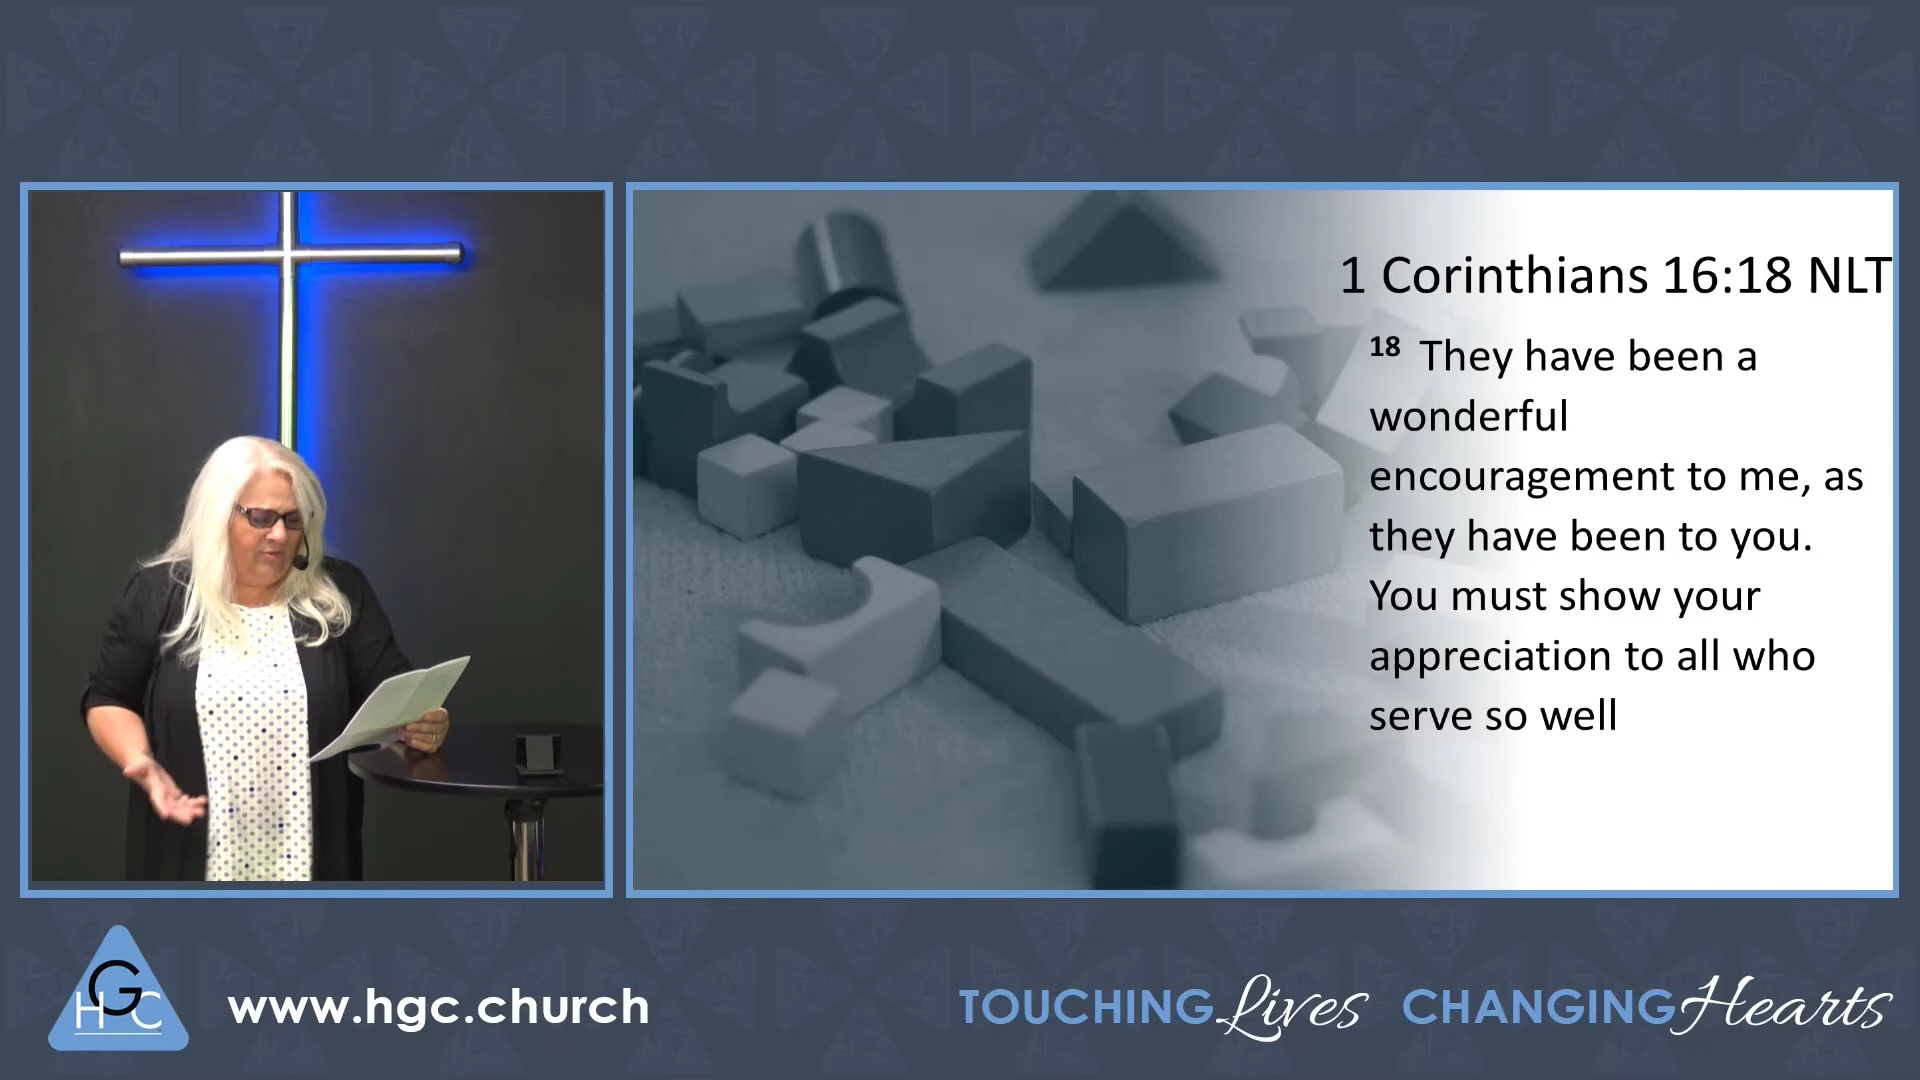 1 Corinthians 16:18 NLT
18 They have been a
wonderful
encouragement to me, as
they have been to you.
You must show your
appreciation to all who
serve so well
HGC
www.hgc.church
TOUCHING Lives CHANGING Hearts